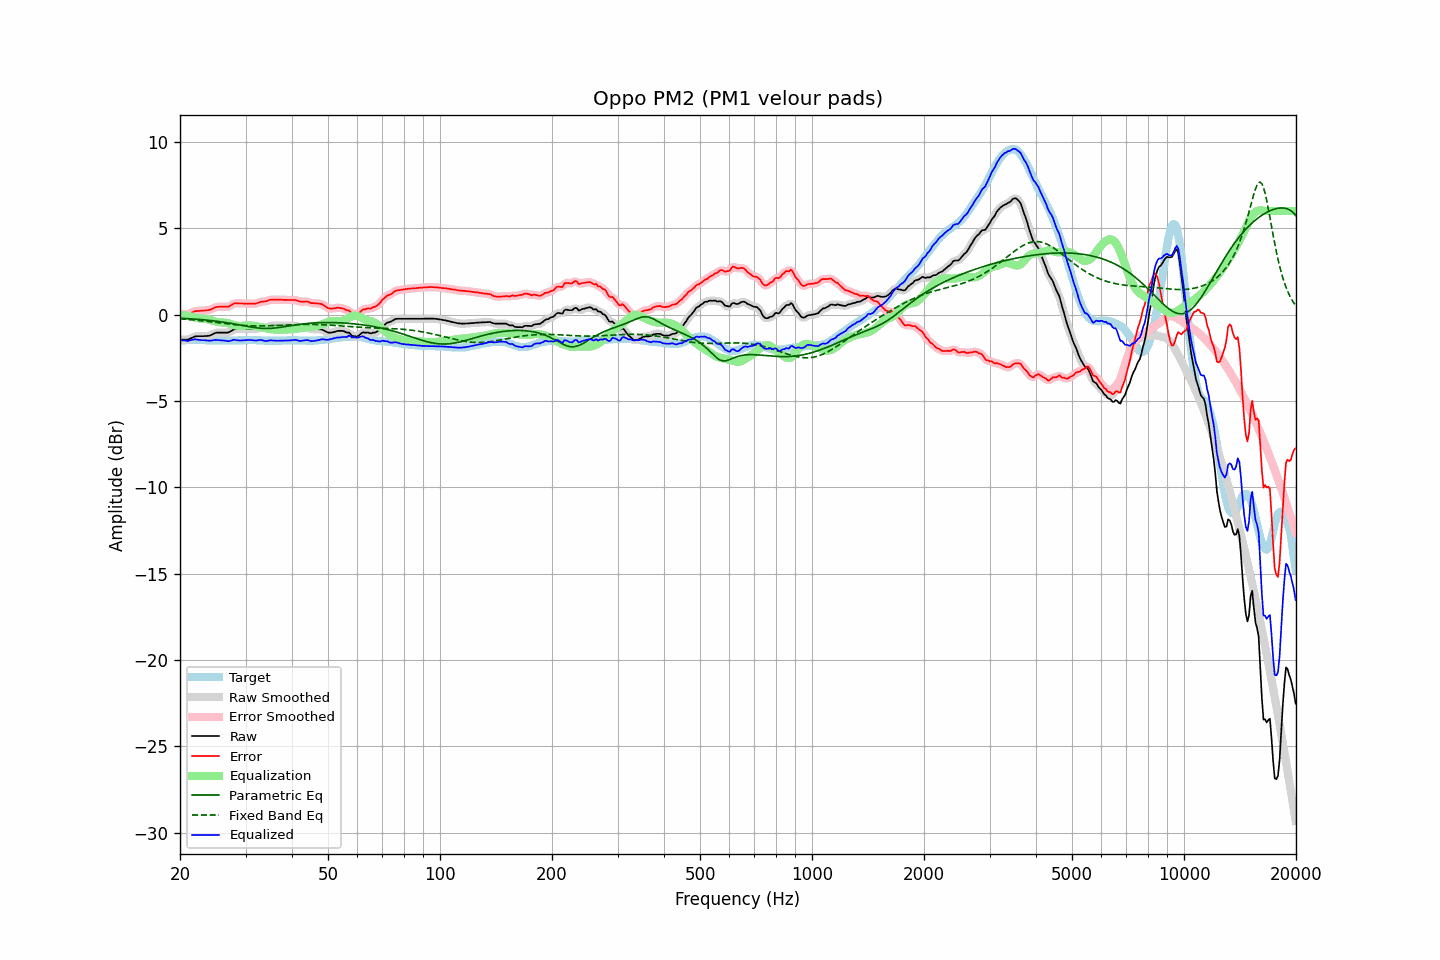 Oppo PM2 (PM1 velour pads)
10
5
0
−5
−10
−15
−20
−25
−30
Amplitude (dBr)
Target
Raw Smoothed
Error Smoothed
Raw
Error
Equalization
Parametric Eq
Fixed Band Eq
Equalized
20 50 100 200 500 1000 2000 5000 10000 20000
Frequency (Hz)